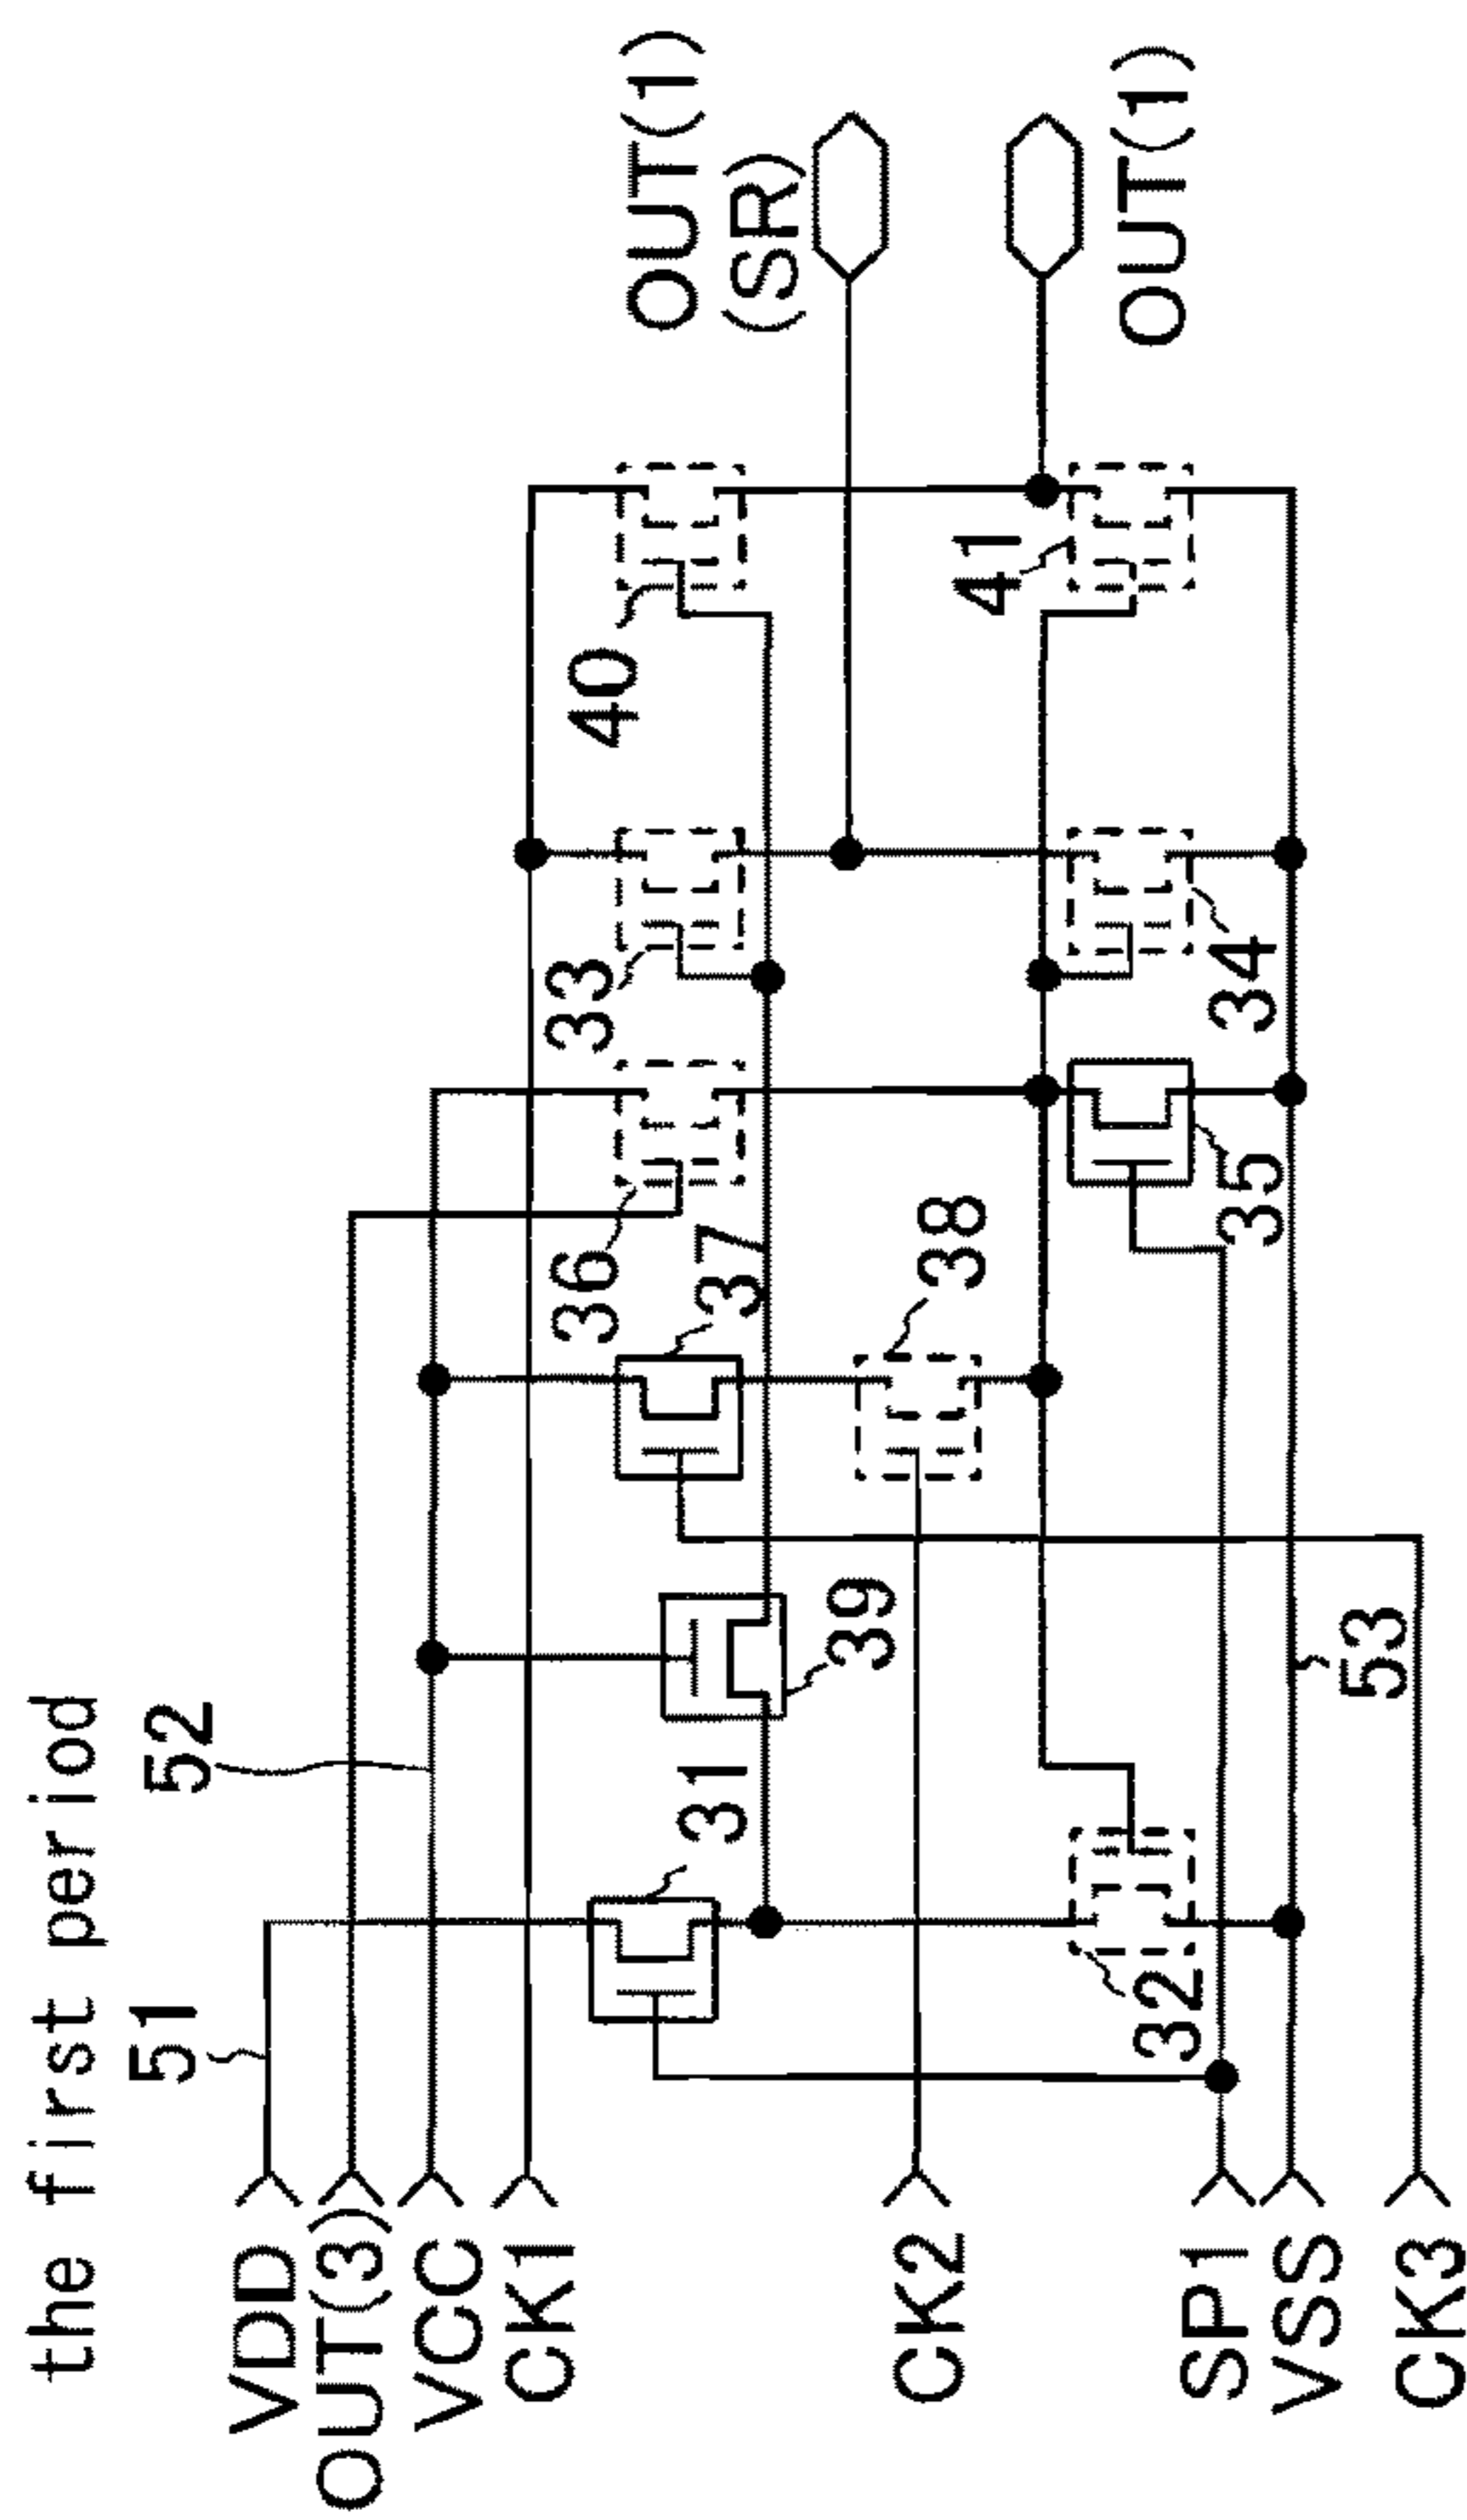 the first period
51
52
VDD
OUT(3)
VCC
CK1
CK2
SP1
VSS
CK3
31
32
39
53
37
38
36
35
33
34
40
41
OUT(1)
(SR)
OUT(1)